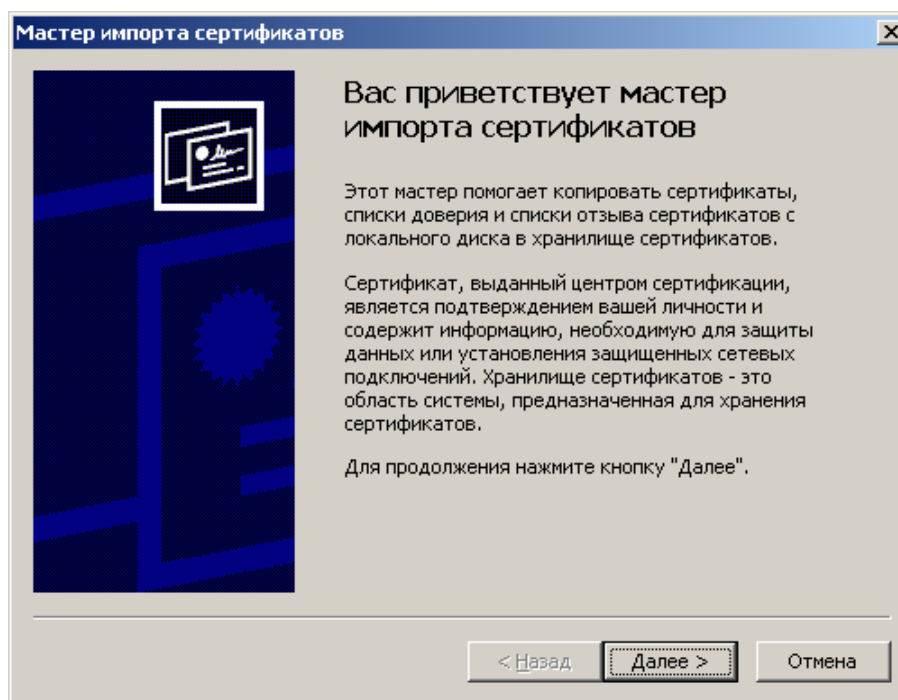 Мастер импорта сертификатов
Вас приветствует мастер
импорта сертификатов
Этот мастер помогает копировать сертификаты,
списки доверия и списки отзыва сертификатов с
локального диска в хранилище сертификатов.
Сертификат, выданный центром сертификации,
является подтверждением вашей личности и
содержит информацию, необходимую для защиты
данных или установления защищенных сетевых
подключений. Хранилище сертификатов - это
область системы, предназначенная для хранения
сертификатов.
Для продолжения нажмите кнопку "Далее".
< Назад Далее > Отмена